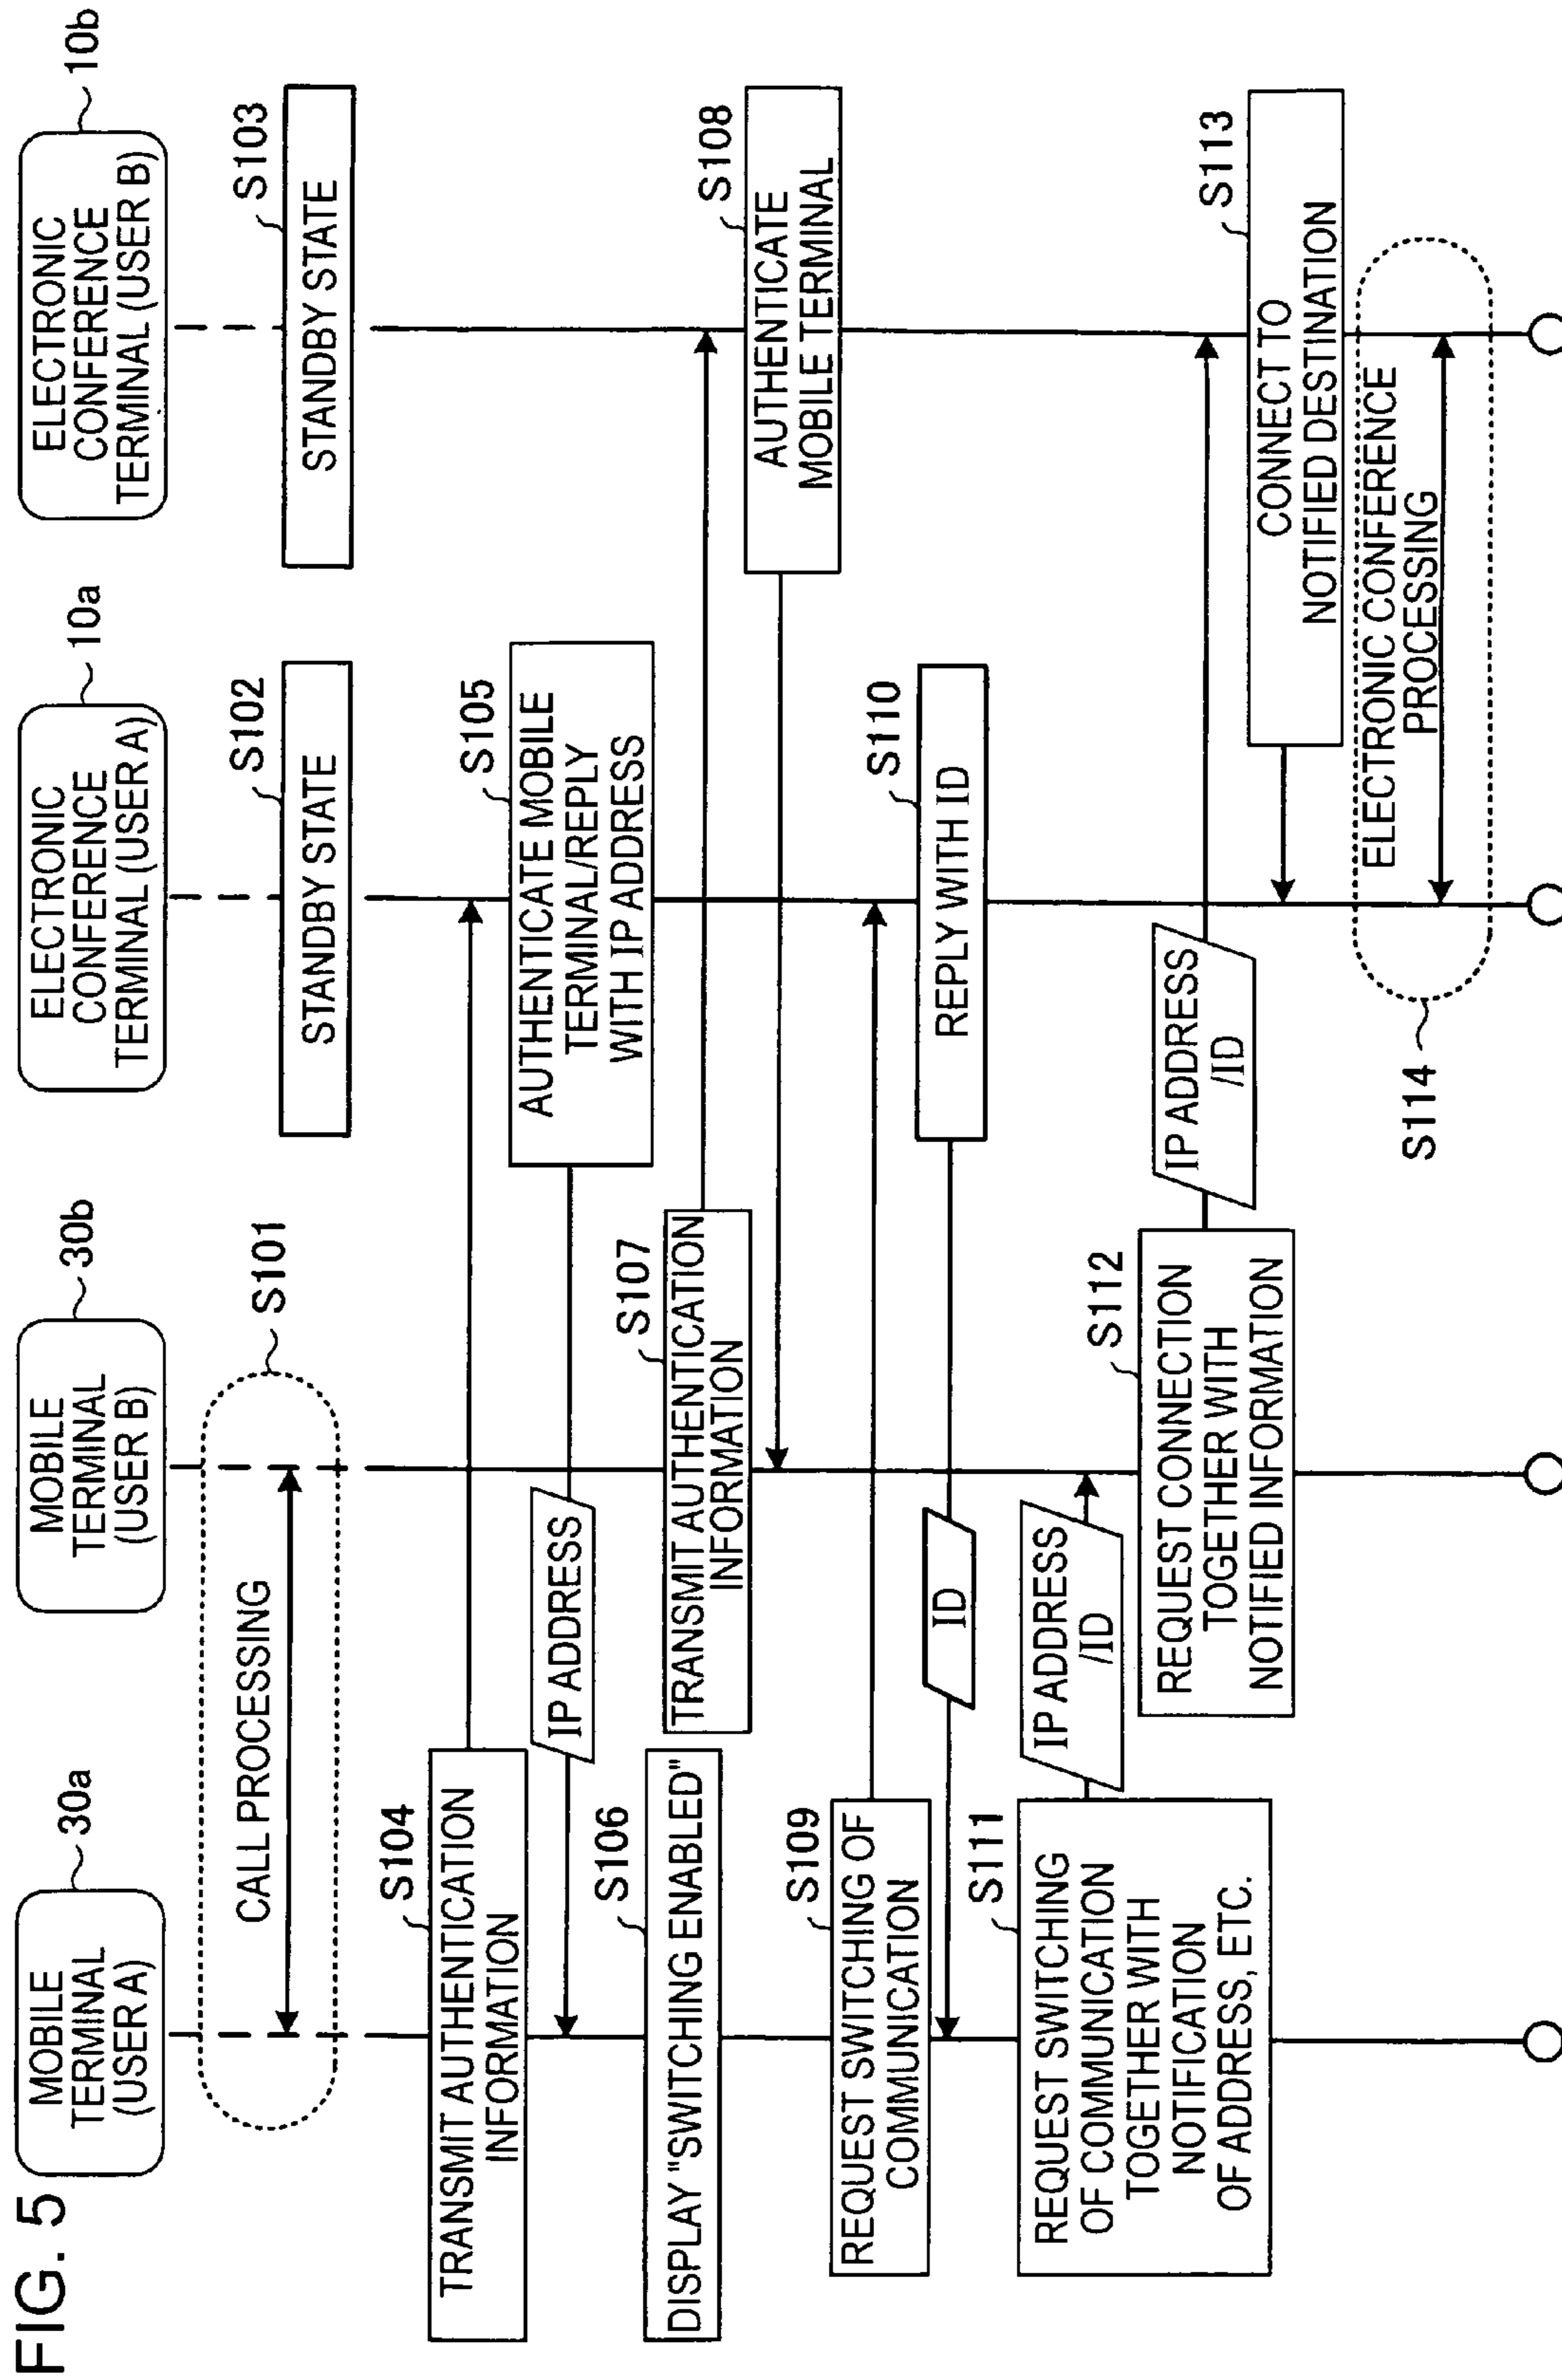 FIG. 5
MOBILE
TERMINAL
(USER A)
30a
MOBILE
TERMINAL
(USER B)
30b
ELECTRONIC
CONFERENCE
TERMINAL (USER A)
10a
ELECTRONIC
CONFERENCE
TERMINAL (USER B)
10b
CALL PROCESSING
S101
S102
STANDBY STATE
S103
STANDBY STATE
S104
TRANSMIT AUTHENTICATION
INFORMATION
S105
AUTHENTICATE MOBILE
TERMINAL/REPLY
WITH IP ADDRESS
IP ADDRESS
S106
DISPLAY "SWITCHING ENABLED"
S107
TRANSMIT AUTHENTICATION
INFORMATION
S108
AUTHENTICATE
MOBILE TERMINAL
S109
REQUEST SWITCHING OF
COMMUNICATION
S110
REPLY WITH ID
ID
S111
REQUEST SWITCHING
OF COMMUNICATION
TOGETHER WITH
NOTIFICATION
OF ADDRESS, ETC.
IP ADDRESS
/ID
S112
REQUEST CONNECTION
TOGETHER WITH
NOTIFIED INFORMATION
IP ADDRESS
/ID
S113
CONNECT TO
NOTIFIED DESTINATION
ELECTRONIC CONFERENCE
PROCESSING
S114